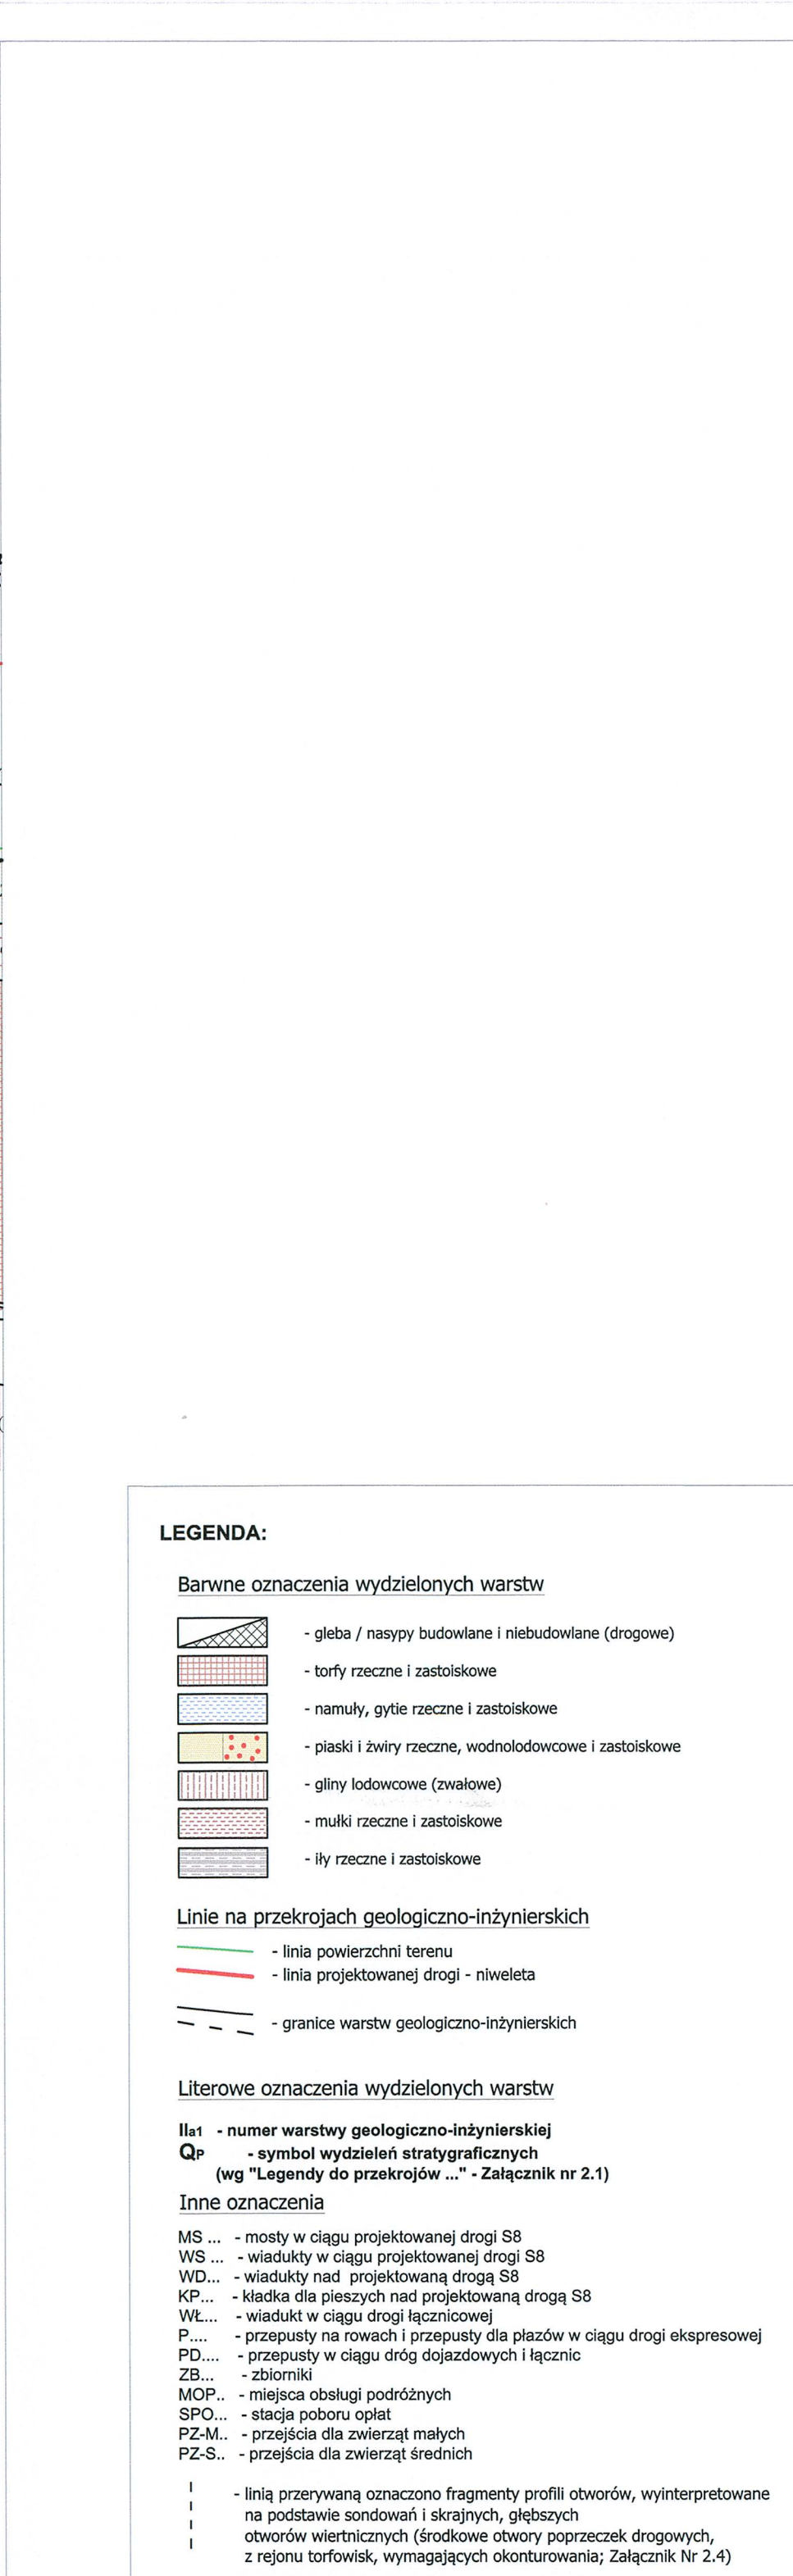 LEGENDA:
Barwne oznaczenia wydzielonych warstw
- gleba / nasypy budowlane i niebudowlane (drogowe)
- torfy rzeczne i zastoiskowe
- namuły, gytie rzeczne i zastoiskowe
- piaski i żwiry rzeczne, wodnolodowcowe i zastoiskowe
- gliny lodowcowe (zwałowe)
- mułki rzeczne i zastoiskowe
- iły rzeczne i zastoiskowe
Linie na przekrojach geologiczno-inżynierskich
- linia powierzchni terenu
- linia projektowanej drogi - niweleta
- granice warstw geologiczno-inżynierskich
Literowe oznaczenia wydzielonych warstw
IIa1 - numer warstwy geologiczno-inżynierskiej
QP - symbol wydzieleń stratygraficznych
(wg "Legendy do przekrojów ..." - Załącznik nr 2.1)
Inne oznaczenia
MS ... - mosty w ciągu projektowanej drogi S8
WS ... - wiadukty w ciągu projektowanej drogi S8
WD... - wiadukty nad projektowaną drogą S8
KP... - kładka dla pieszych nad projektowaną drogą S8
WŁ... - wiadukt w ciągu drogi łącznicowej
P.... - przepusty na rowach i przepusty dla płazów w ciągu drogi ekspresowej
PD.... - przepusty w ciągu dróg dojazdowych i łącznic
ZB... - zbiorniki
MOP.. - miejsca obsługi podróżnych
SPO... - stacja poboru opłat
PZ-M.. - przejścia dla zwierząt małych
PZ-S.. - przejścia dla zwierząt średnich
- linią przerywaną oznaczono fragmenty profili otworów, wyinterpretowane
na podstawie sondowań i skrajnych, głębszych
otworów wiertnicznych (środkowe otwory poprzeczek drogowych,
z rejonu torfowisk, wymagających okonturowania; Załącznik Nr 2.4)